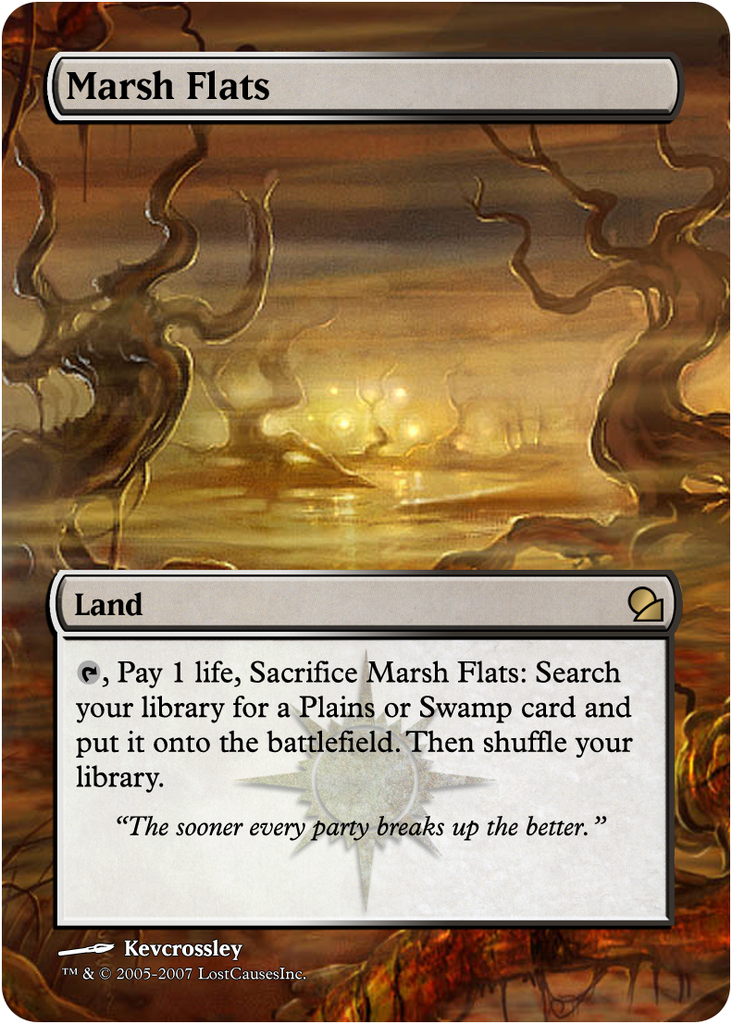 Marsh Flats
Land
, Pay 1 life, Sacrifice Marsh Flats: Search
your library for a Plains or Swamp card and
put it onto the battlefield. Then shuffle your
library.
“The sooner every party breaks up the better.”
Kevcrossley
™ & © 2005-2007 LostCausesInc.